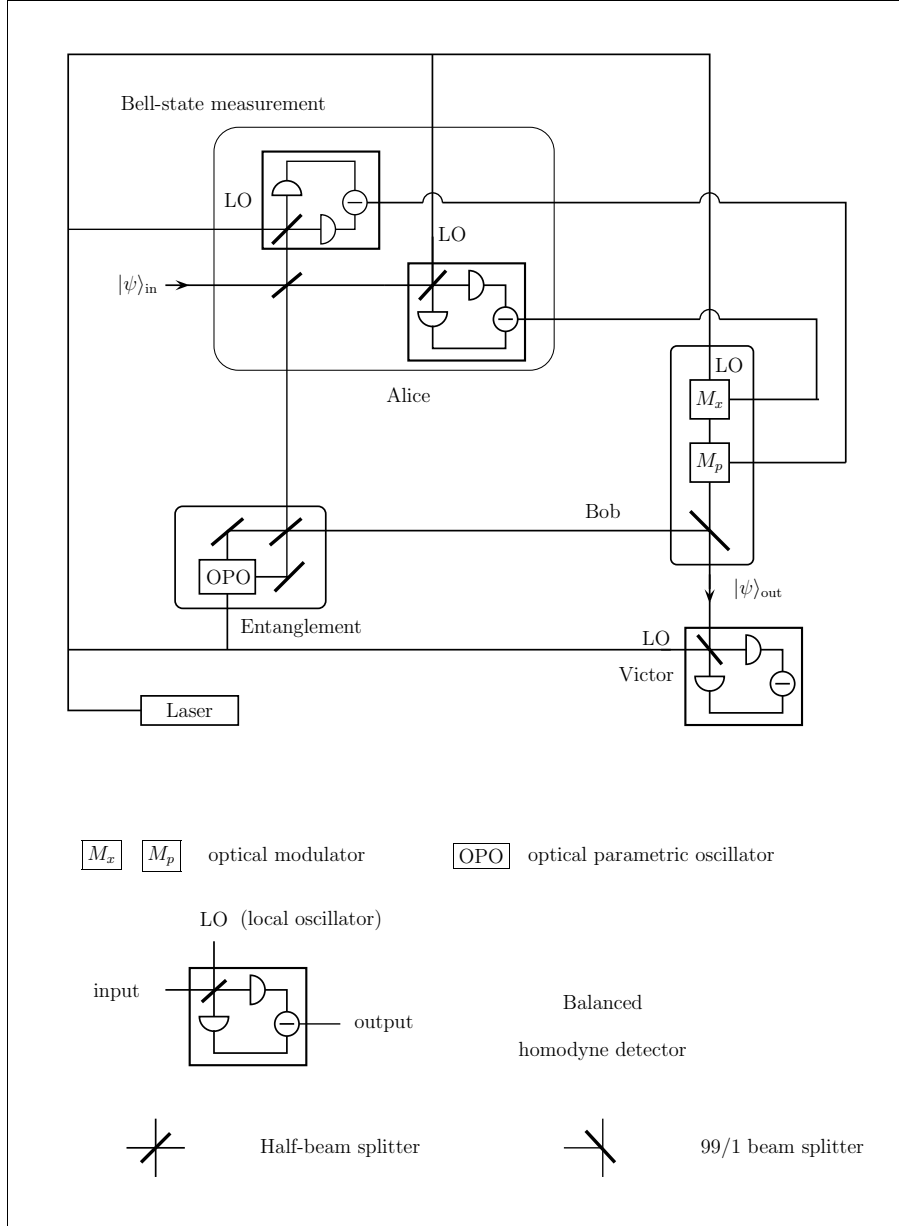 Bell-state measurement
LO
LO
|ψ⟩in
LO
Mx
Alice
Mp
Bob
OPO
|ψ⟩out
Entanglement
LO
Victor
Laser
Mx Mp optical modulator
OPO optical parametric oscillator
LO (local oscillator)
input
output
Balanced
homodyne detector
Half-beam splitter
99/1 beam splitter